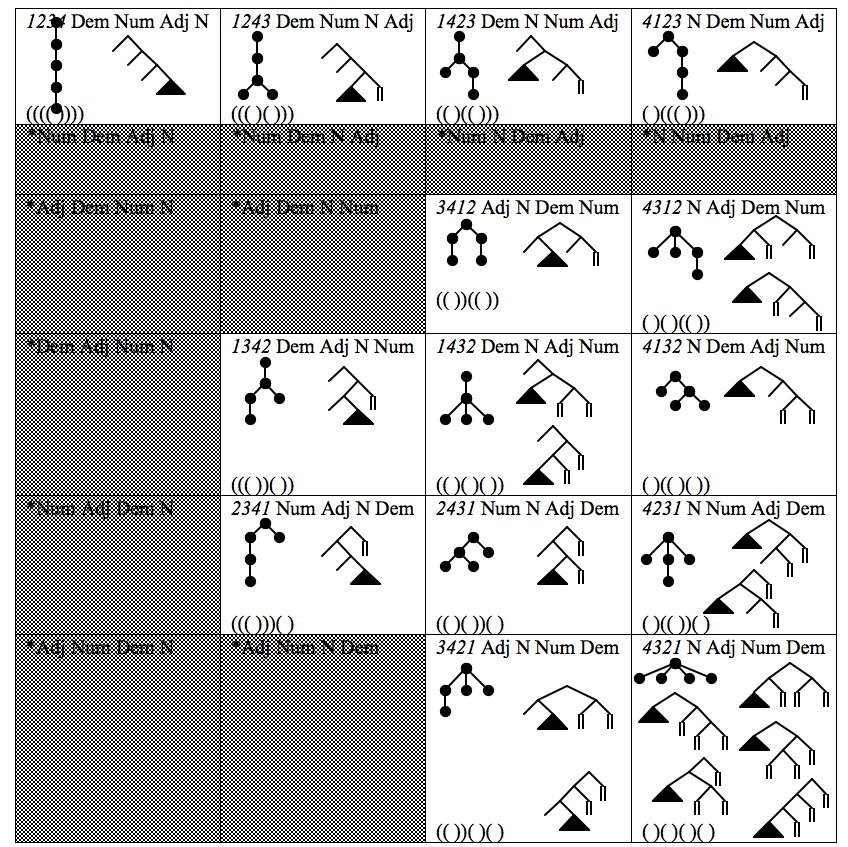 1234 Dem Num Adj N
1243 Dem Num N Adj
1423 Dem N Num Adj
4123 N Dem Num Adj
(((( ))))
((( )( )))
(( )(( )))
( )((( )))
*Num Dem Adj N
*Num Dem N Adj
*Num N Dem Adj
*N Num Dem Adj
*Adj Dem Num N
*Adj Dem N Num
3412 Adj N Dem Num
4312 N Adj Dem Num
(( ))(( ))
( )( )(( ))
*Dem Adj Num N
1342 Dem Adj N Num
1432 Dem N Adj Num
4132 N Dem Adj Num
((( ))( ))
(( )( )( ))
( )(( )( ))
*Num Adj Dem N
2341 Num Adj N Dem
2431 Num N Adj Dem
4231 N Num Adj Dem
((( )))( )
(( )( ))( )
( )(( ))( )
*Adj Num Dem N
*Adj Num N Dem
3421 Adj N Num Dem
4321 N Adj Num Dem
(( ))( )( )
( )( )( )( )